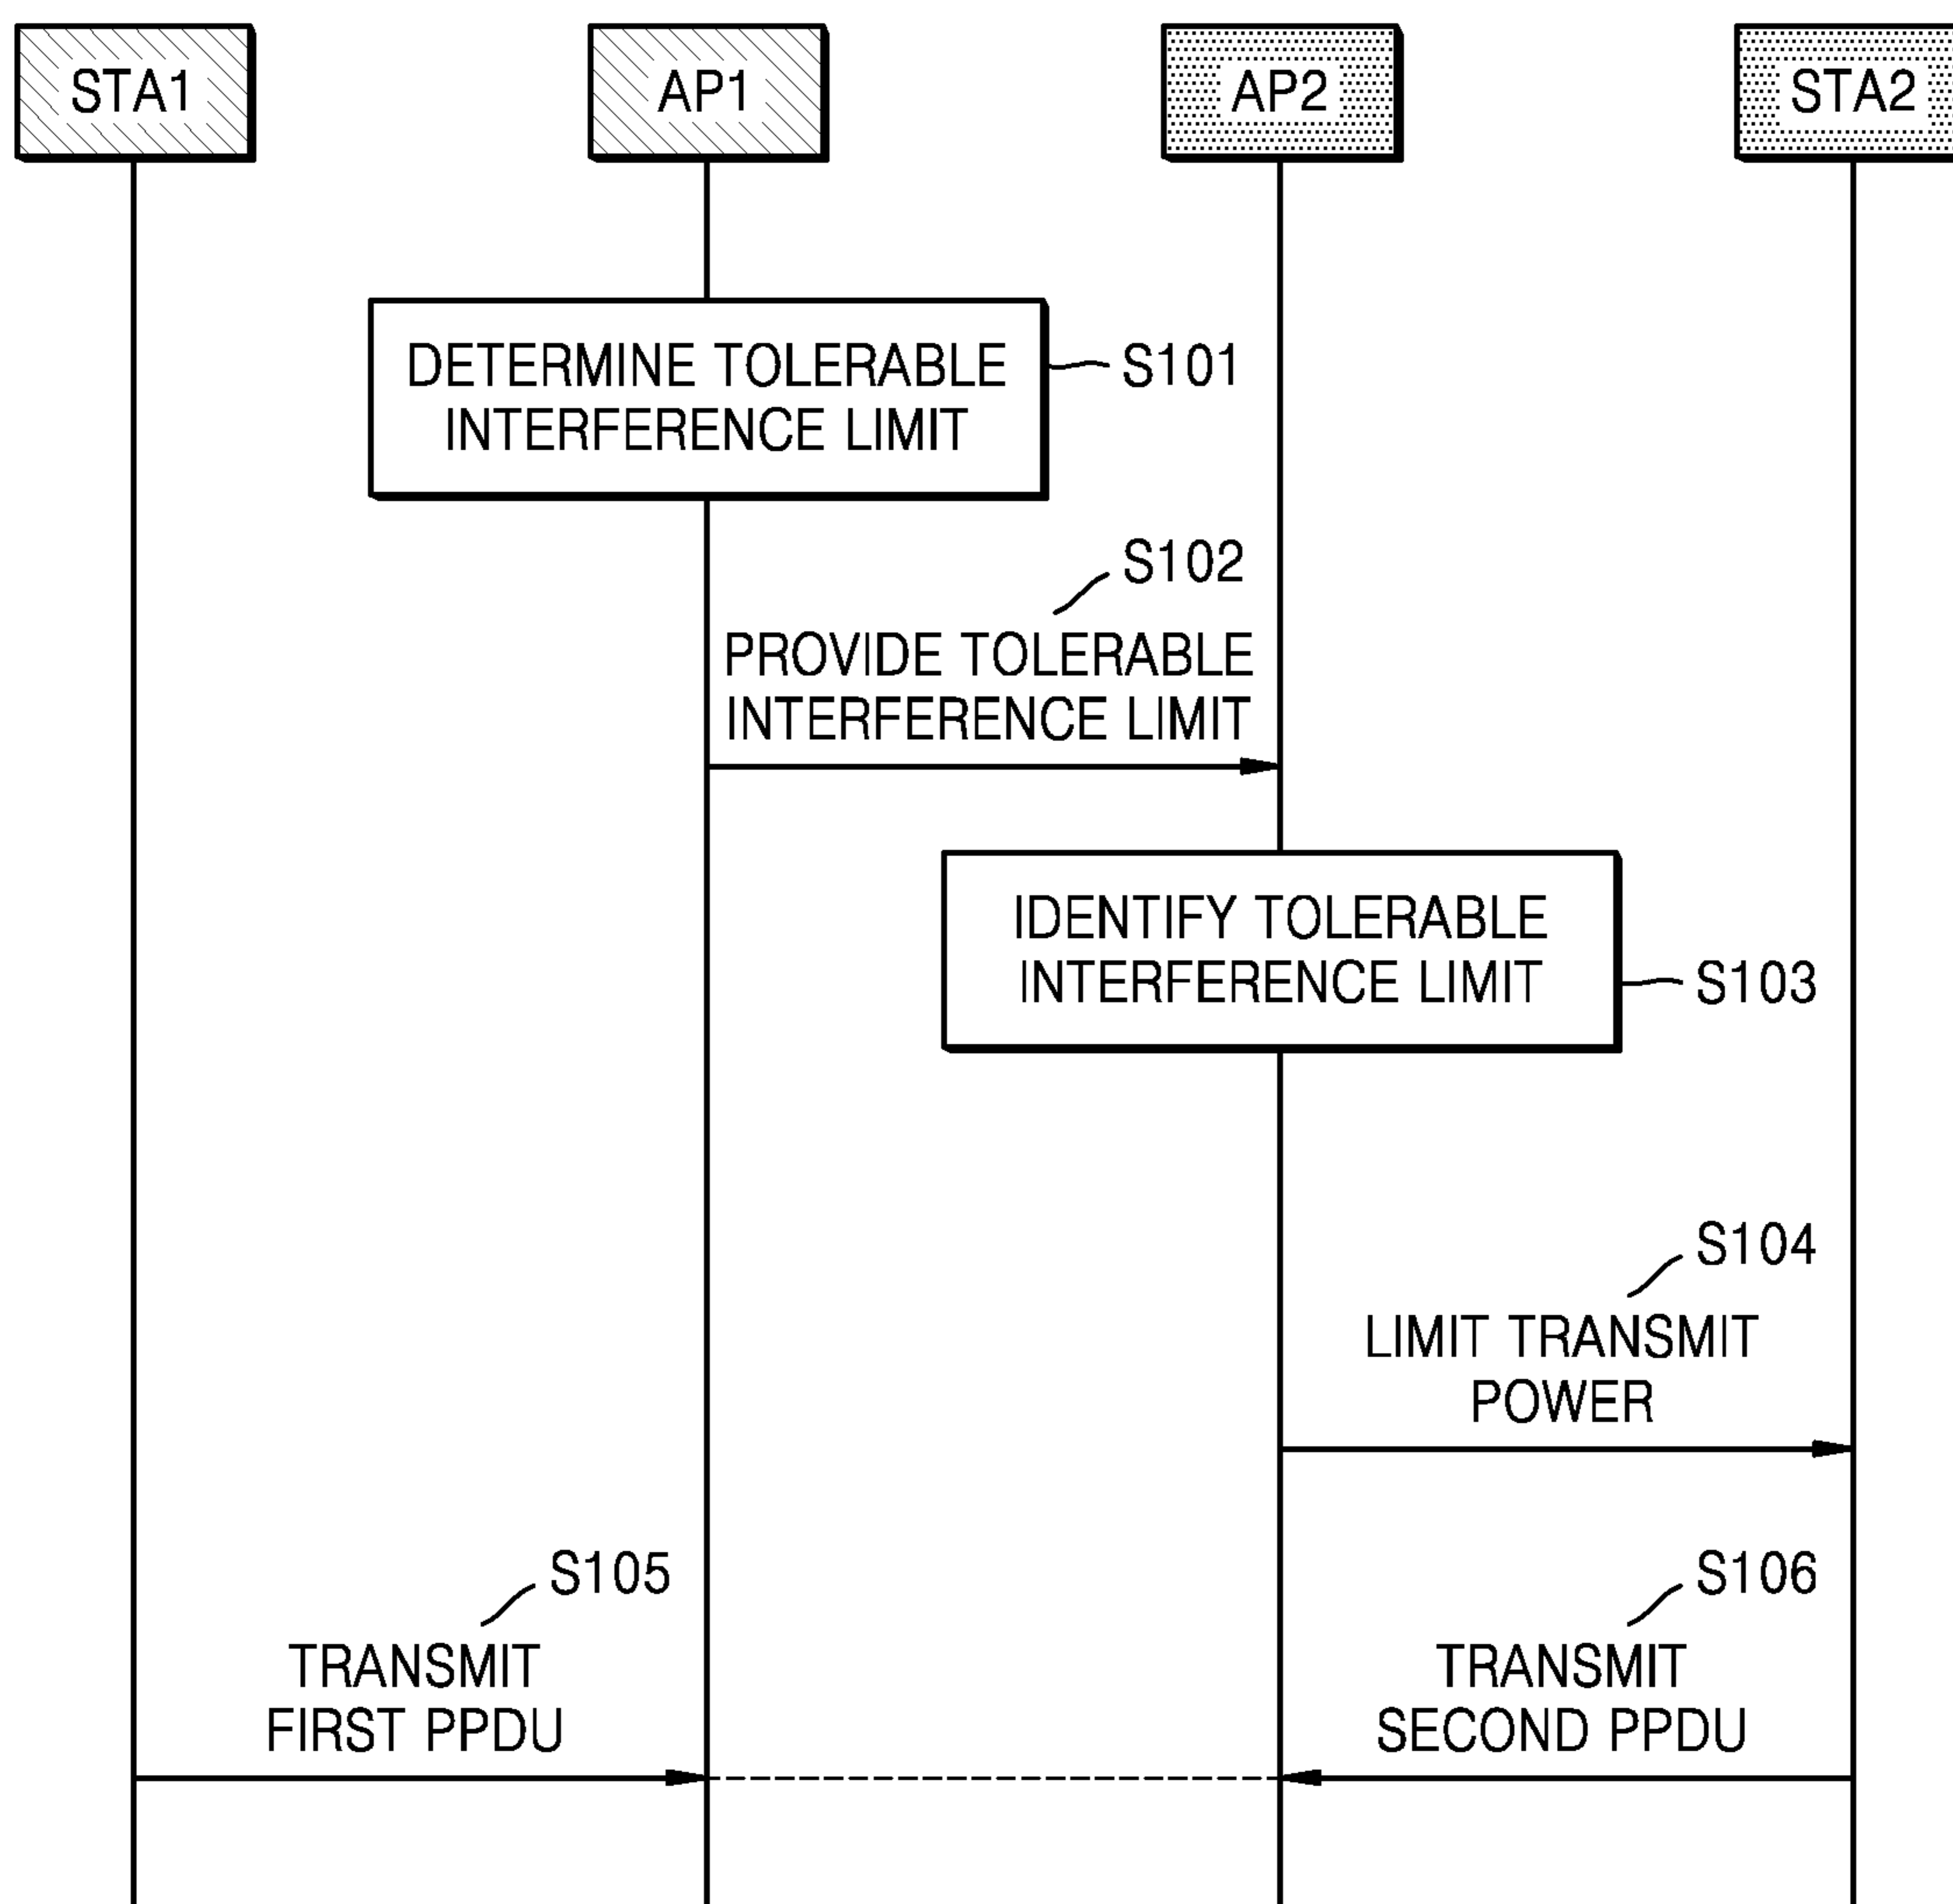 STA1
AP1
AP2
STA2
DETERMINE TOLERABLE
INTERFERENCE LIMIT
S101
S102
PROVIDE TOLERABLE
INTERFERENCE LIMIT
IDENTIFY TOLERABLE
INTERFERENCE LIMIT
S103
S104
LIMIT TRANSMIT
POWER
S105
TRANSMIT
FIRST PPDU
S106
TRANSMIT
SECOND PPDU